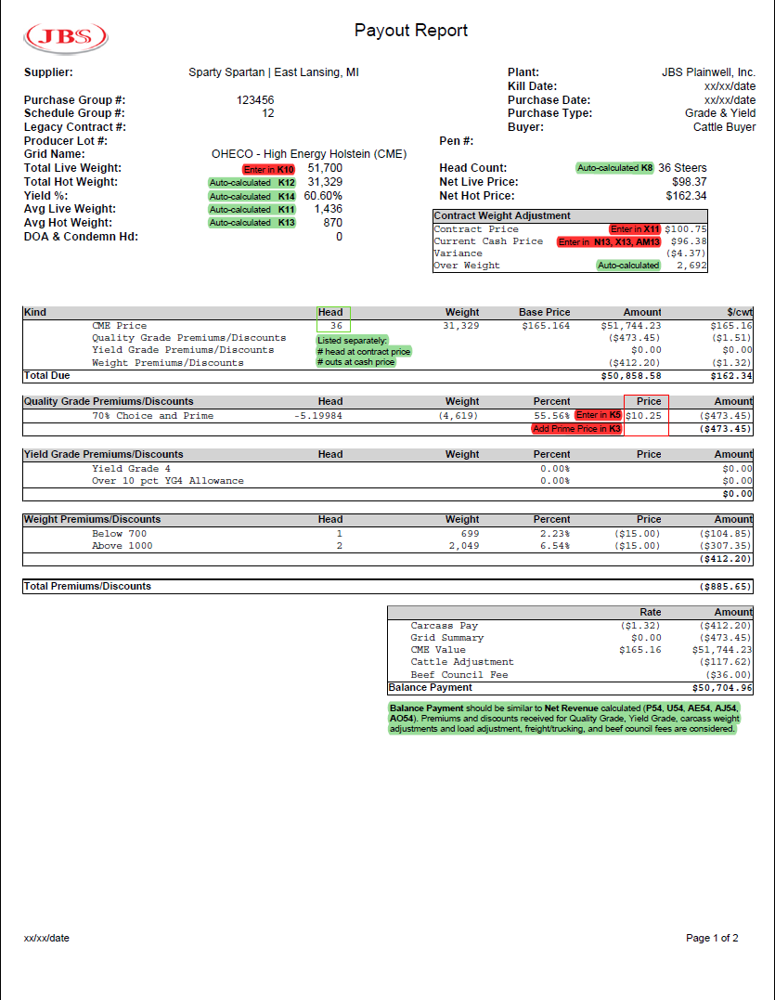 JBS
Payout Report
Supplier: Sparty Spartan | East Lansing, MI
Plant: JBS Plainwell, Inc.
Kill Date: xx/xx/date
Purchase Group #: 123456
Purchase Date: xx/xx/date
Schedule Group #: 12
Purchase Type: Grade & Yield
Legacy Contract #:
Buyer: Cattle Buyer
Producer Lot #:
Pen #:
Grid Name: OHECO - High Energy Holstein (CME)
Total Live Weight: Enter in K10 51,700
Head Count: Auto-calculated K8 36 Steers
Total Hot Weight: Auto-calculated K12 31,329
Net Live Price: $98.37
Yield %: Auto-calculated K14 60.60%
Net Hot Price: $162.34
Avg Live Weight: Auto-calculated K11 1,436
Avg Hot Weight: Auto-calculated K13 870
DOA & Condemn Hd: 0
Contract Weight Adjustment
Contract Price Enter in X11 $100.75
Current Cash Price Enter in N13, X13, AM13 $96.38
Variance ($4.37)
Over Weight Auto-calculated 2,692
Kind Head Weight Base Price Amount $/cwt
CME Price 36 31,329 $165.164 $51,744.23 $165.16
Quality Grade Premiums/Discounts ($473.45) ($1.51)
Yield Grade Premiums/Discounts $0.00 $0.00
Weight Premiums/Discounts ($412.20) ($1.32)
Listed separately:
# head at contract price
# outs at cash price
Total Due $50,858.58 $162.34
Quality Grade Premiums/Discounts Head Weight Percent Price Amount
70% Choice and Prime -5.19984 (4,619) 55.56% Enter in K5 $10.25 ($473.45)
Add Prime Price in K3 ($473.45)
Yield Grade Premiums/Discounts Head Weight Percent Price Amount
Yield Grade 4 0.00% $0.00
Over 10 pct YG4 Allowance 0.00% $0.00
$0.00
Weight Premiums/Discounts Head Weight Percent Price Amount
Below 700 1 699 2.23% ($15.00) ($104.85)
Above 1000 2 2,049 6.54% ($15.00) ($307.35)
($412.20)
Total Premiums/Discounts ($885.65)
Rate Amount
Carcass Pay ($1.32) ($412.20)
Grid Summary $0.00 ($473.45)
CME Value $165.16 $51,744.23
Cattle Adjustment ($117.62)
Beef Council Fee ($36.00)
Balance Payment $50,704.96
Balance Payment should be similar to Net Revenue calculated (P54, U54, AE54, AJ54,
AO54). Premiums and discounts received for Quality Grade, Yield Grade, carcass weight
adjustments and load adjustment, freight/trucking, and beef council fees are considered.
xx/xx/date
Page 1 of 2